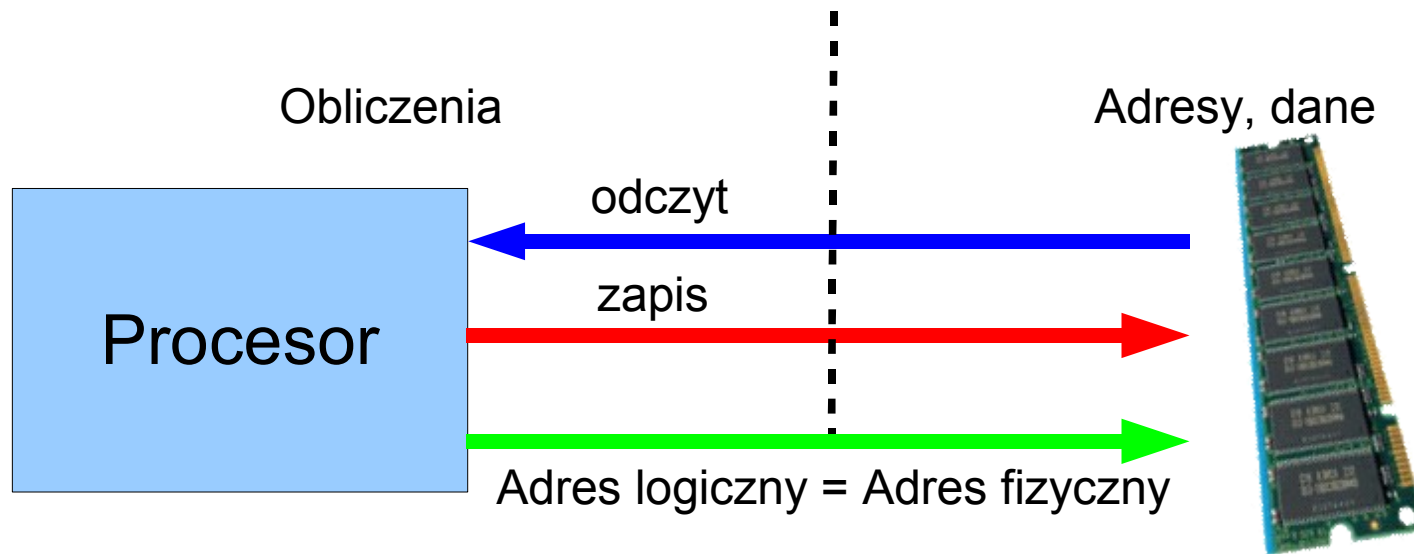 Obliczenia
Adresy, dane
odczyt
zapis
Procesor
Adres logiczny = Adres fizyczny